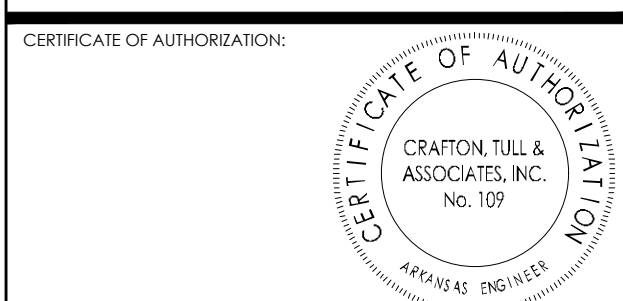 CERTIFICATE OF AUTHORIZATION:
CERTIFICATE OF AUTHORIZATION
CRAFTON, TULL &
ASSOCIATES, INC.
No. 109
ARKANSAS ENGINEER